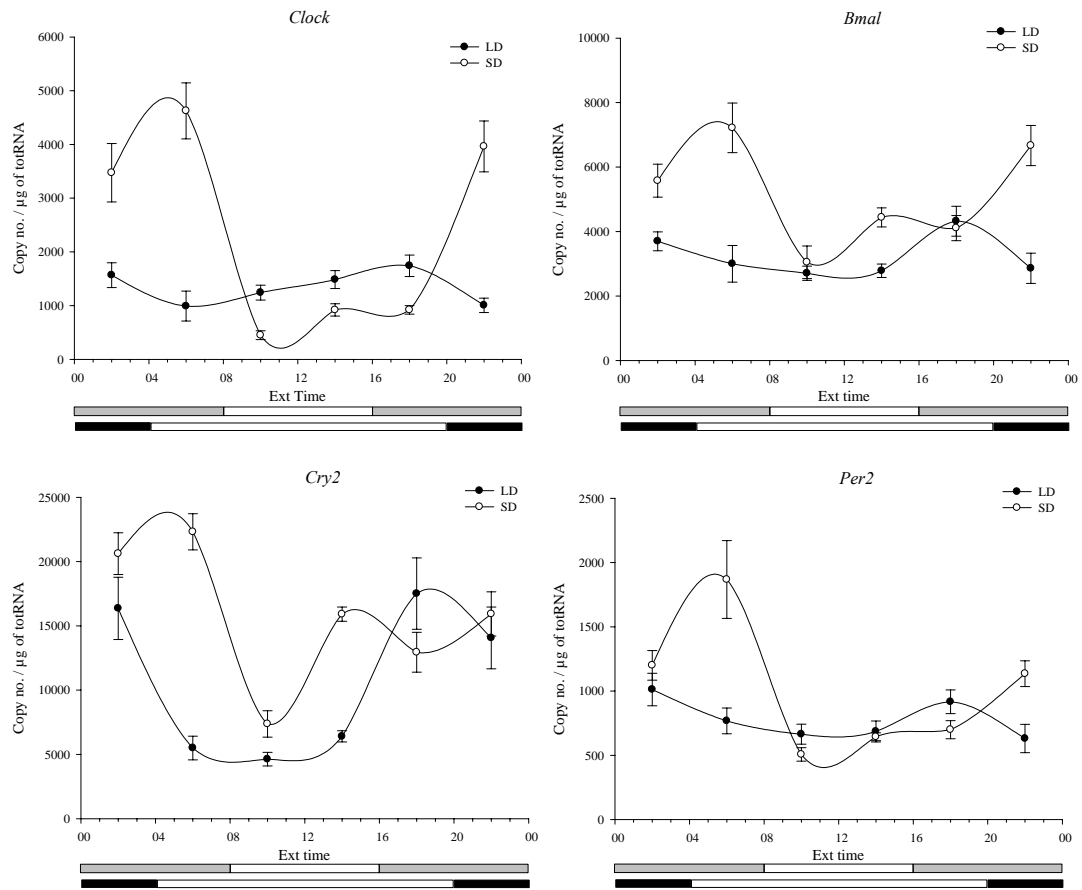 Clock
LD
SD
Copy no. / µg of totRNA
6000
5000
4000
3000
2000
1000
0
00 04 08 12 16 20 00
Ext Time
Bmal
LD
SD
Copy no. / µg of totRNA
10000
8000
6000
4000
2000
0
00 04 08 12 16 20 00
Ext time
Cry2
LD
SD
Copy no. / µg of totRNA
25000
20000
15000
10000
5000
0
00 04 08 12 16 20 00
Ext time
Per2
LD
SD
Copy no. / µg of totRNA
2500
2000
1500
1000
500
0
00 04 08 12 16 20 00
Ext time